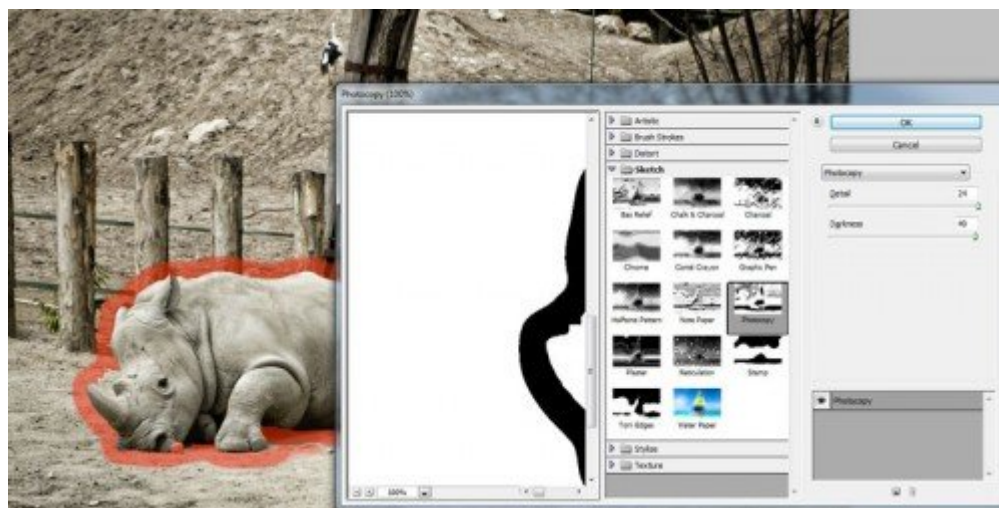 Photocopy (100%)
Artistic
Brush Strokes
Distort
Sketch
Bas Relief
Chalk & Charcoal
Charcoal
Chrome
Conté Crayon
Graphic Pen
Halftone Pattern
Note Paper
Photocopy
Plaster
Reticulation
Stamp
Torn Edges
Water Paper
Stylize
Texture
100%
OK
Cancel
Photocopy
Detail 24
Darkness
Photocopy